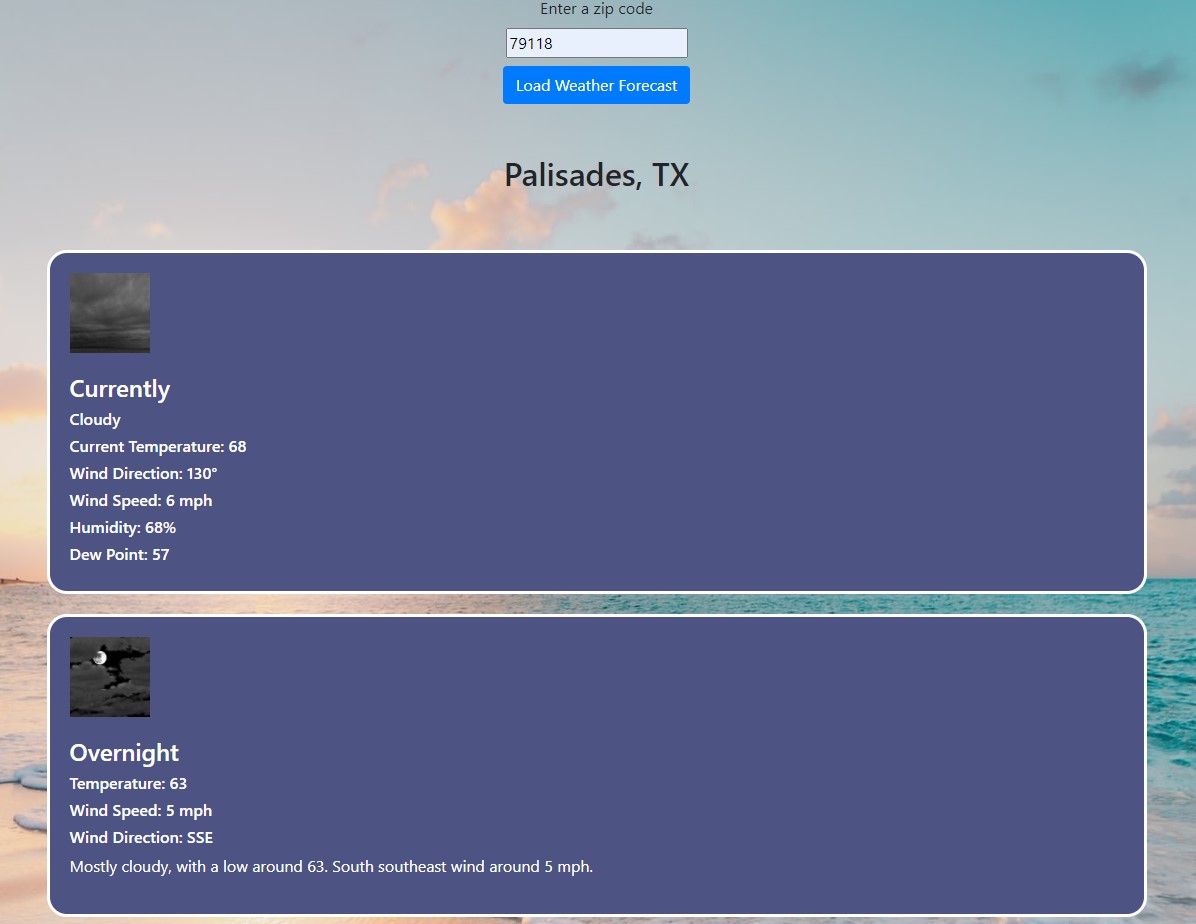 Enter a zip code
79118
Load Weather Forecast
Palisades, TX
Currently
Cloudy
Current Temperature: 68
Wind Direction: 130°
Wind Speed: 6 mph
Humidity: 68%
Dew Point: 57
Overnight
Temperature: 63
Wind Speed: 5 mph
Wind Direction: SSE
Mostly cloudy, with a low around 63. South southeast wind around 5 mph.